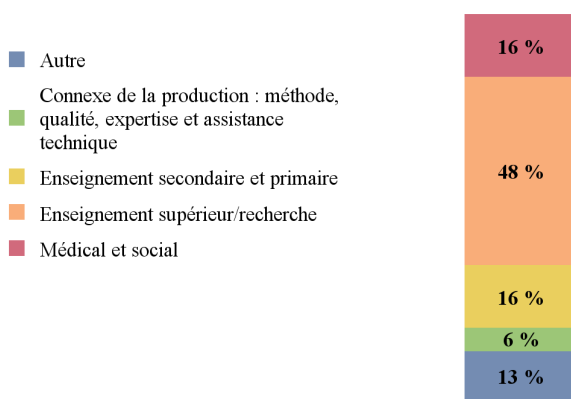 Autre
Connexe de la production : méthode,
qualité, expertise et assistance
technique
Enseignement secondaire et primaire
Enseignement supérieur/recherche
Médical et social
16 %
48 %
16 %
6 %
13 %